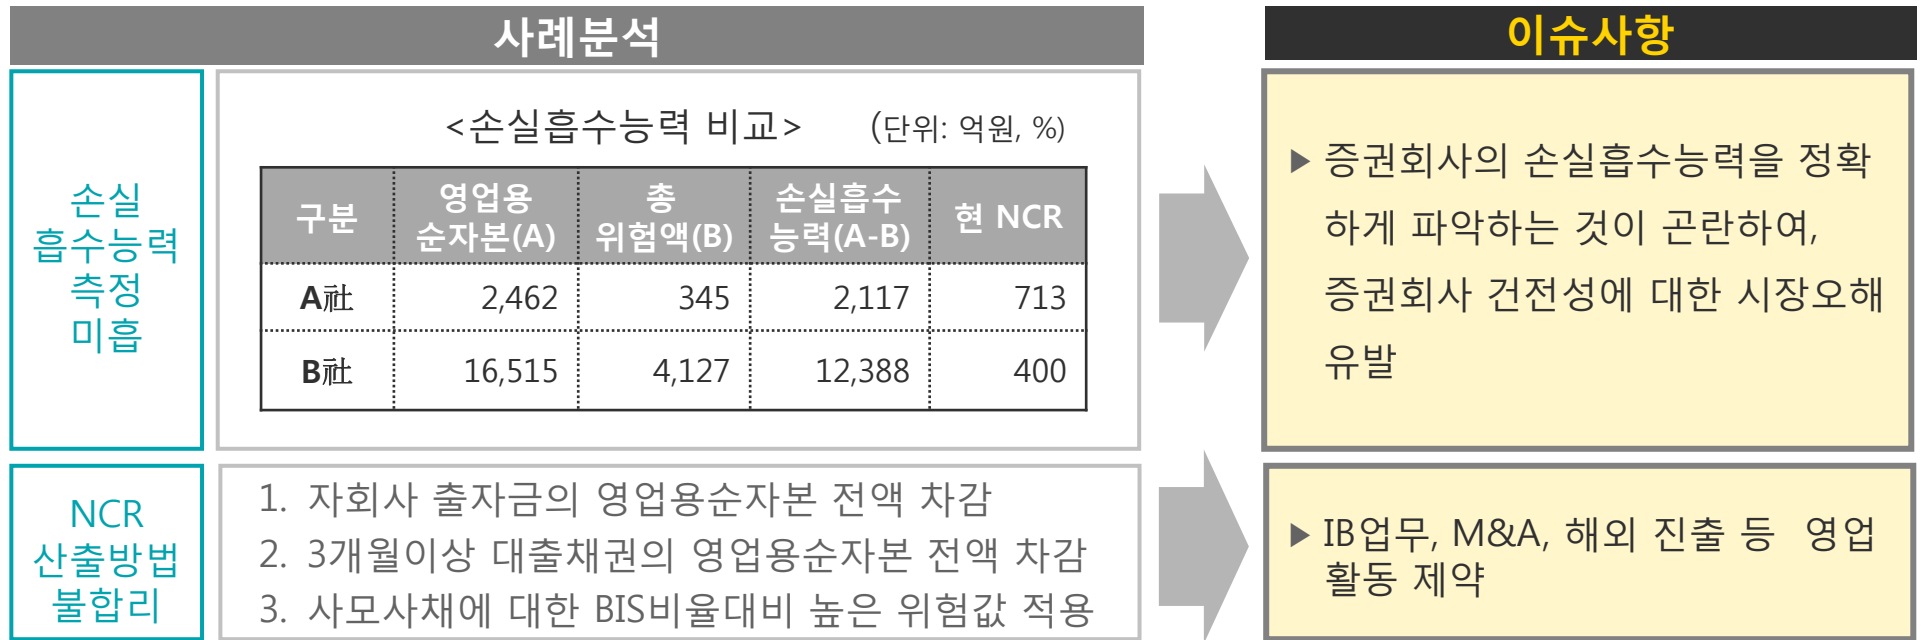 사례분석
이슈사항
손실
흡수능력
측정
미흡
<손실흡수능력 비교> (단위: 억원, %)
구분 영업용 순자본(A) 총 위험액(B) 손실흡수 능력(A-B) 현 NCR
A社 2,462 345 2,117 713
B社 16,515 4,127 12,388 400
▶ 증권회사의 손실흡수능력을 정확
하게 파악하는 것이 곤란하여,
증권회사 건전성에 대한 시장오해
유발
NCR
산출방법
불합리
1. 자회사 출자금의 영업용순자본 전액 차감
2. 3개월이상 대출채권의 영업용순자본 전액 차감
3. 사모사채에 대한 BIS비율대비 높은 위험값 적용
▶ IB업무, M&A, 해외 진출 등 영업
활동 제약